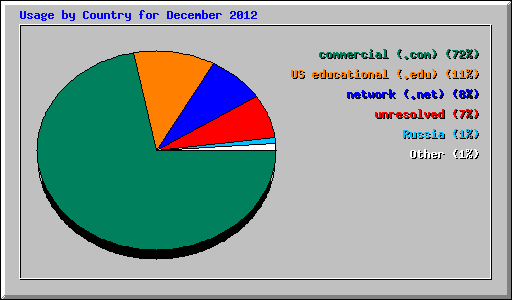 Usage by Country for December 2012
commercial (.com) (72%)
US educational (.edu) (11%)
network (.net) (8%)
unresolved (7%)
Russia (1%)
Other (1%)